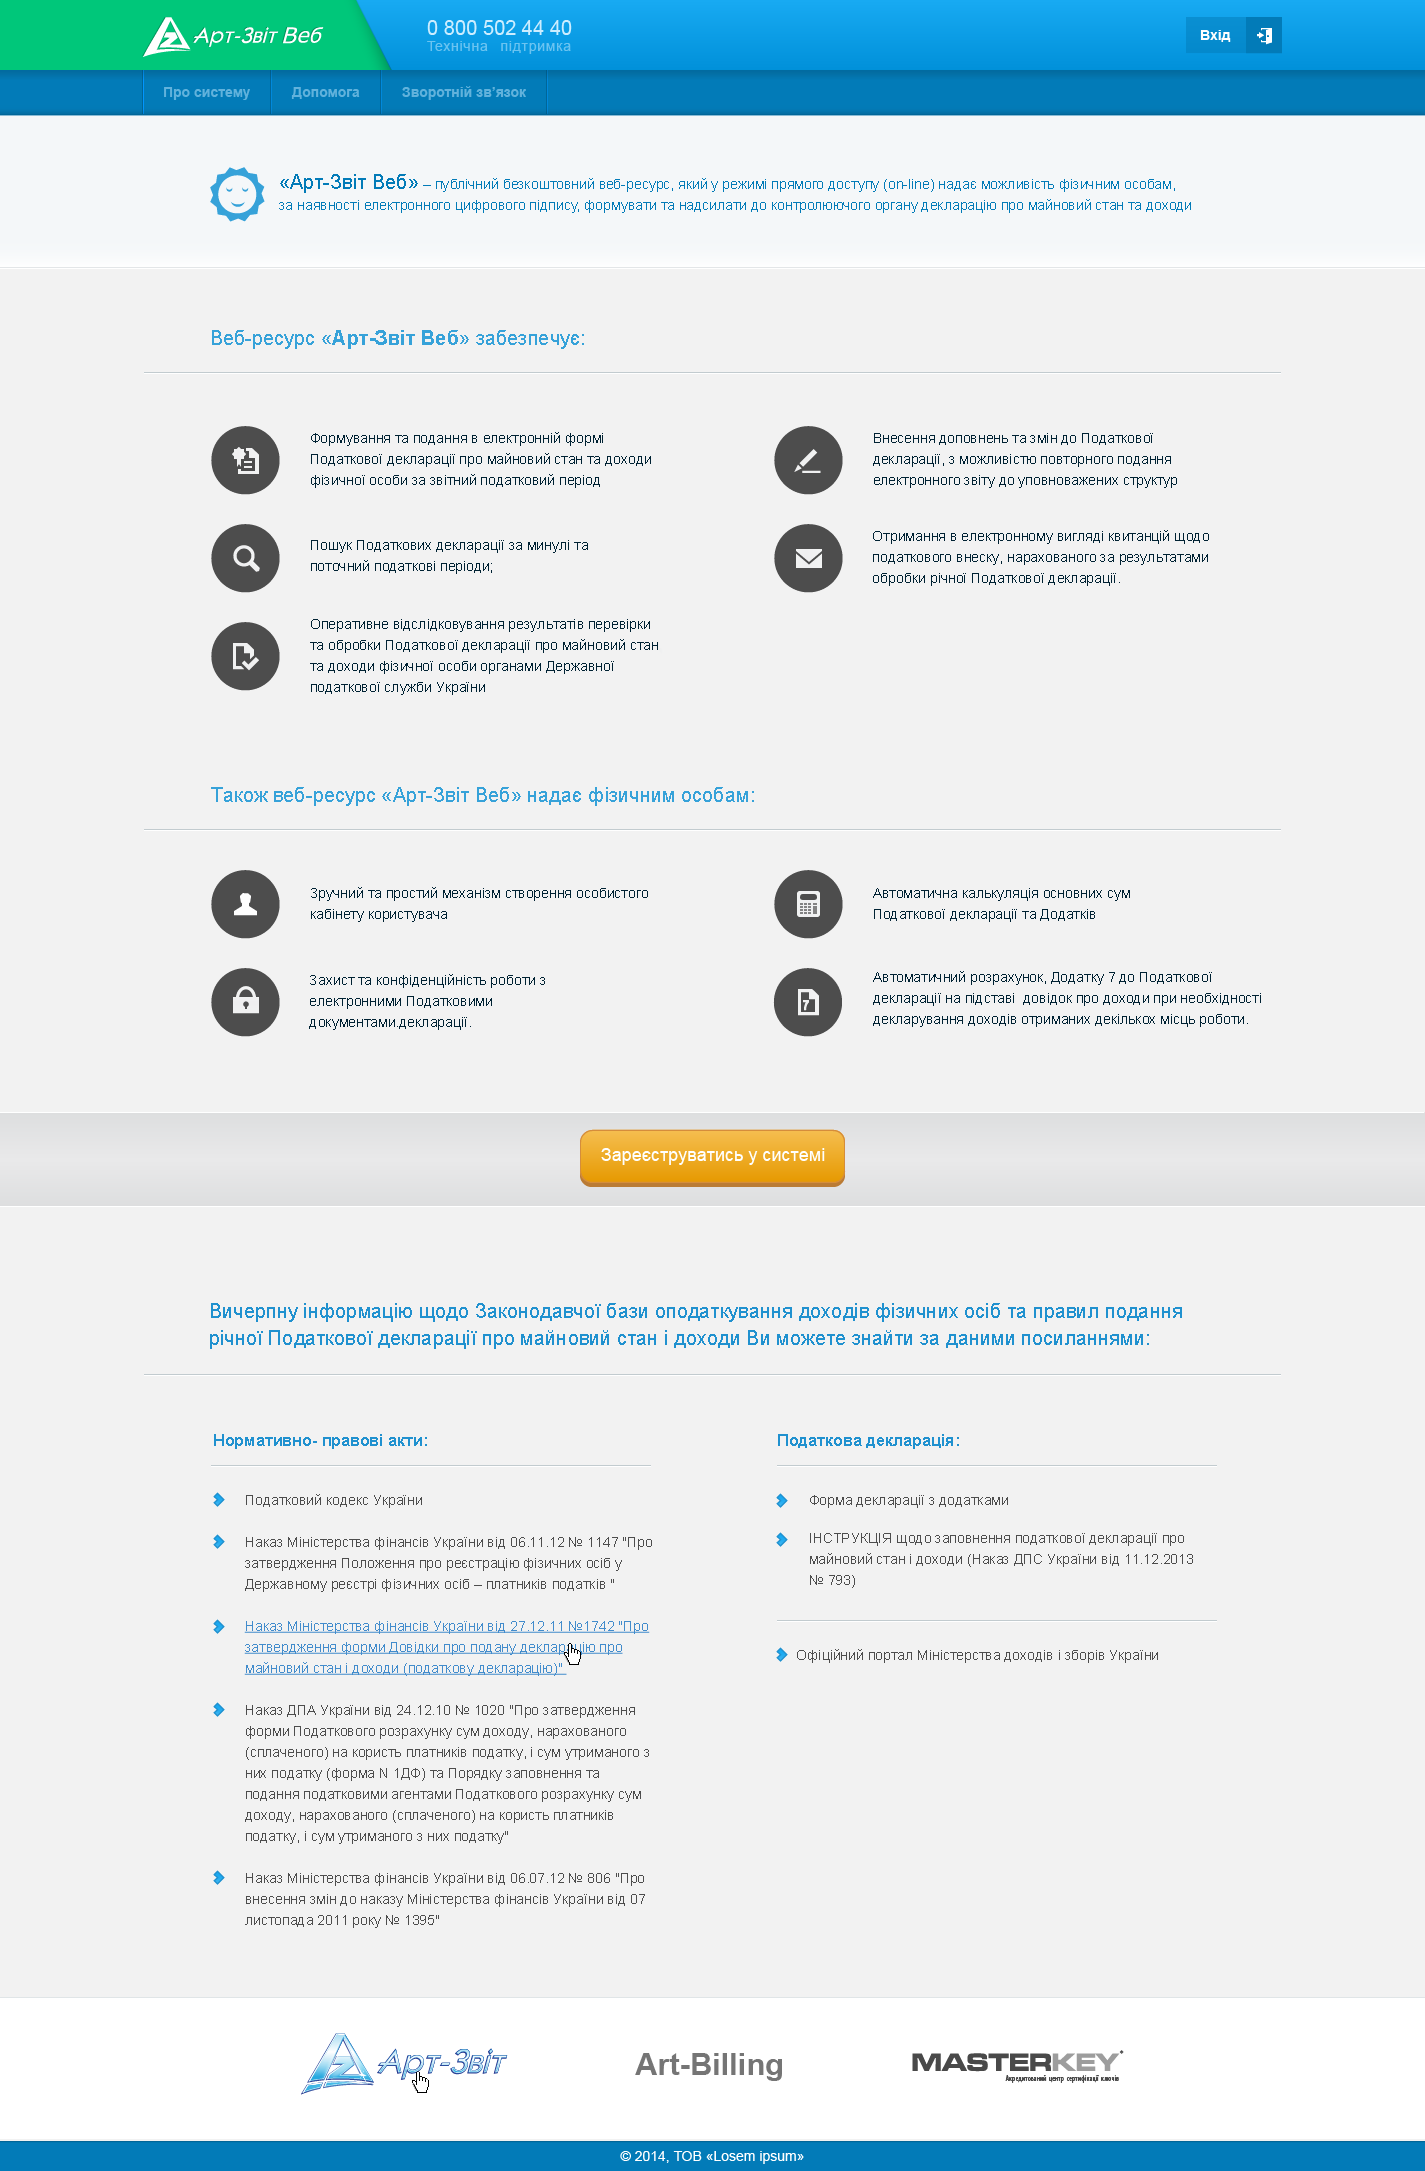 Арт-Звіт Веб
0 800 502 44 40
Технічна підтримка
Вхід
Про систему
Допомога
Зворотній зв'язок
«Арт-Звіт Веб» – публічний безкоштовний веб-ресурс, який у режимі прямого доступу (on-line) надає можливість фізичним особам,
за наявності електронного цифрового підпису, формувати та надсилати до контролюючого органу декларацію про майновий стан та доходи
Веб-ресурс «Арт-Звіт Веб» забезпечує:
Формування та подання в електронній формі
Податкової декларації про майновий стан та доходи
фізичної особи за звітний податковий період
Внесення доповнень та змін до Податкової
декларації, з можливістю повторного подання
електронного звіту до уповноважених структур
Пошук Податкових декларації за минулі та
поточний податкові періоди;
Отримання в електронному вигляді квитанцій щодо
податкового внеску, нарахованого за результатами
обробки річної Податкової декларації.
Оперативне відслідковування результатів перевірки
та обробки Податкової декларації про майновий стан
та доходи фізичної особи органами Державної
податкової служби України
Також веб-ресурс «Арт-Звіт Веб» надає фізичним особам:
Зручний та простий механізм створення особистого
кабінету користувача
Автоматична калькуляція основних сум
Податкової декларації та Додатків
Захист та конфіденційність роботи з
електронними Податковими
документами.декларації.
7
Автоматичний розрахунок, Додатку 7 до Податкової
декларації на підставі довідок про доходи при необхідності
декларування доходів отриманих декількох місць роботи.
Зареєструватись у системі
Вичерпну інформацію щодо Законодавчої бази оподаткування доходів фізичних осіб та правил подання
річної Податкової декларації про майновий стан і доходи Ви можете знайти за даними посиланнями:
Нормативно- правові акти:
Податковий кодекс України
Наказ Міністерства фінансів України від 06.11.12 № 1147 "Про
затвердження Положення про реєстрацію фізичних осіб у
Державному реєстрі фізичних осіб – платників податків "
Наказ Міністерства фінансів України від 27.12.11 №1742 "Про
затвердження форми Довідки про подану декларацію про
майновий стан і доходи (податкову декларацію)"
Наказ ДПА України від 24.12.10 № 1020 "Про затвердження
форми Податкового розрахунку сум доходу, нарахованого
(сплаченого) на користь платників податку, і сум утриманого з
них податку (форма N 1ДФ) та Порядку заповнення та
подання податковими агентами Податкового розрахунку сум
доходу, нарахованого (сплаченого) на користь платників
податку, і сум утриманого з них податку"
Наказ Міністерства фінансів України від 06.07.12 № 806 "Про
внесення змін до наказу Міністерства фінансів України від 07
листопада 2011 року № 1395"
Податкова декларація:
Форма декларації з додатками
ІНСТРУКЦІЯ щодо заповнення податкової декларації про
майновий стан і доходи (Наказ ДПС України від 11.12.2013
№ 793)
Офіційний портал Міністерства доходів і зборів України
Арт-Звіт
Art-Billing
MASTERKEY
Акредитований центр сертифікації ключів
© 2014, ТОВ «Losem ipsum»